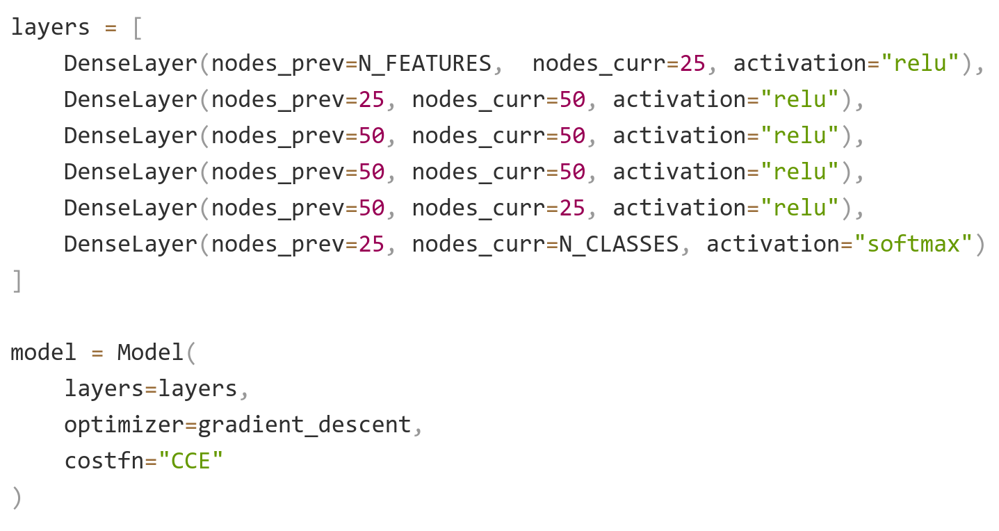 layers = [
    DenseLayer(nodes_prev=N_FEATURES,  nodes_curr=25, activation="relu"),
    DenseLayer(nodes_prev=25, nodes_curr=50, activation="relu"),
    DenseLayer(nodes_prev=50, nodes_curr=50, activation="relu"),
    DenseLayer(nodes_prev=50, nodes_curr=50, activation="relu"),
    DenseLayer(nodes_prev=50, nodes_curr=25, activation="relu"),
    DenseLayer(nodes_prev=25, nodes_curr=N_CLASSES, activation="softmax")
]

model = Model(
    layers=layers,
    optimizer=gradient_descent,
    costfn="CCE"
)